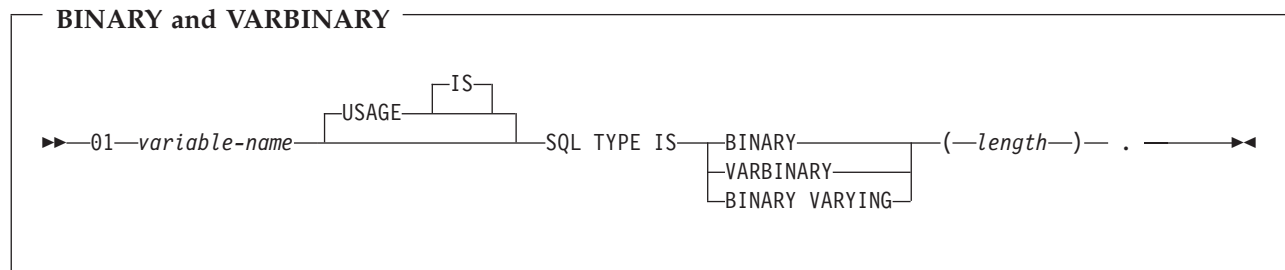 BINARY and VARBINARY
IS
USAGE
01 variable-name SQL TYPE IS BINARY ( length ) .
VARBINARY
BINARY VARYING